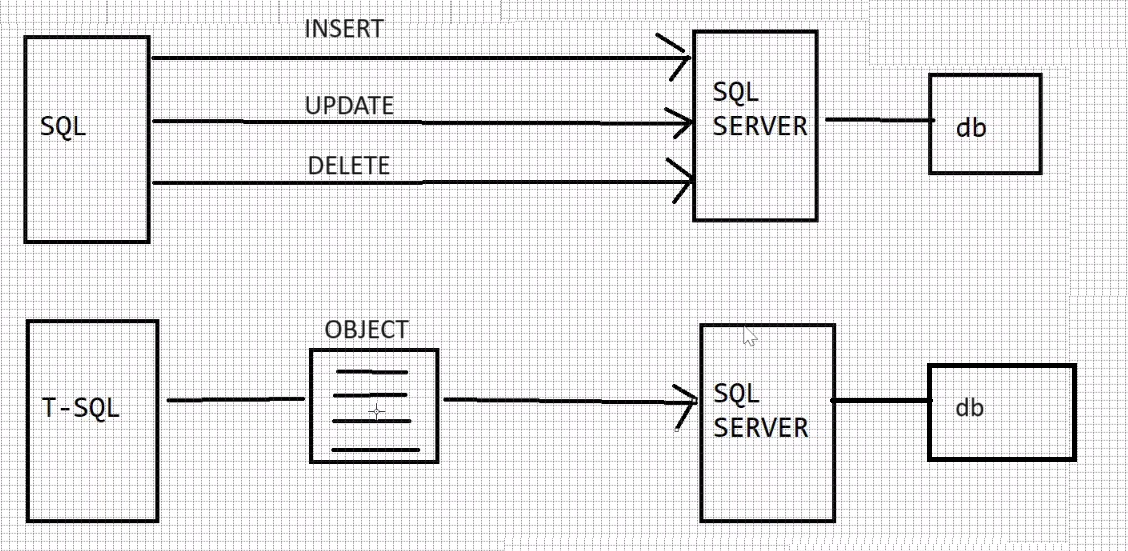 INSERT
UPDATE
DELETE
SQL
SQL
SERVER
db
OBJECT
T-SQL
SQL
SERVER
db